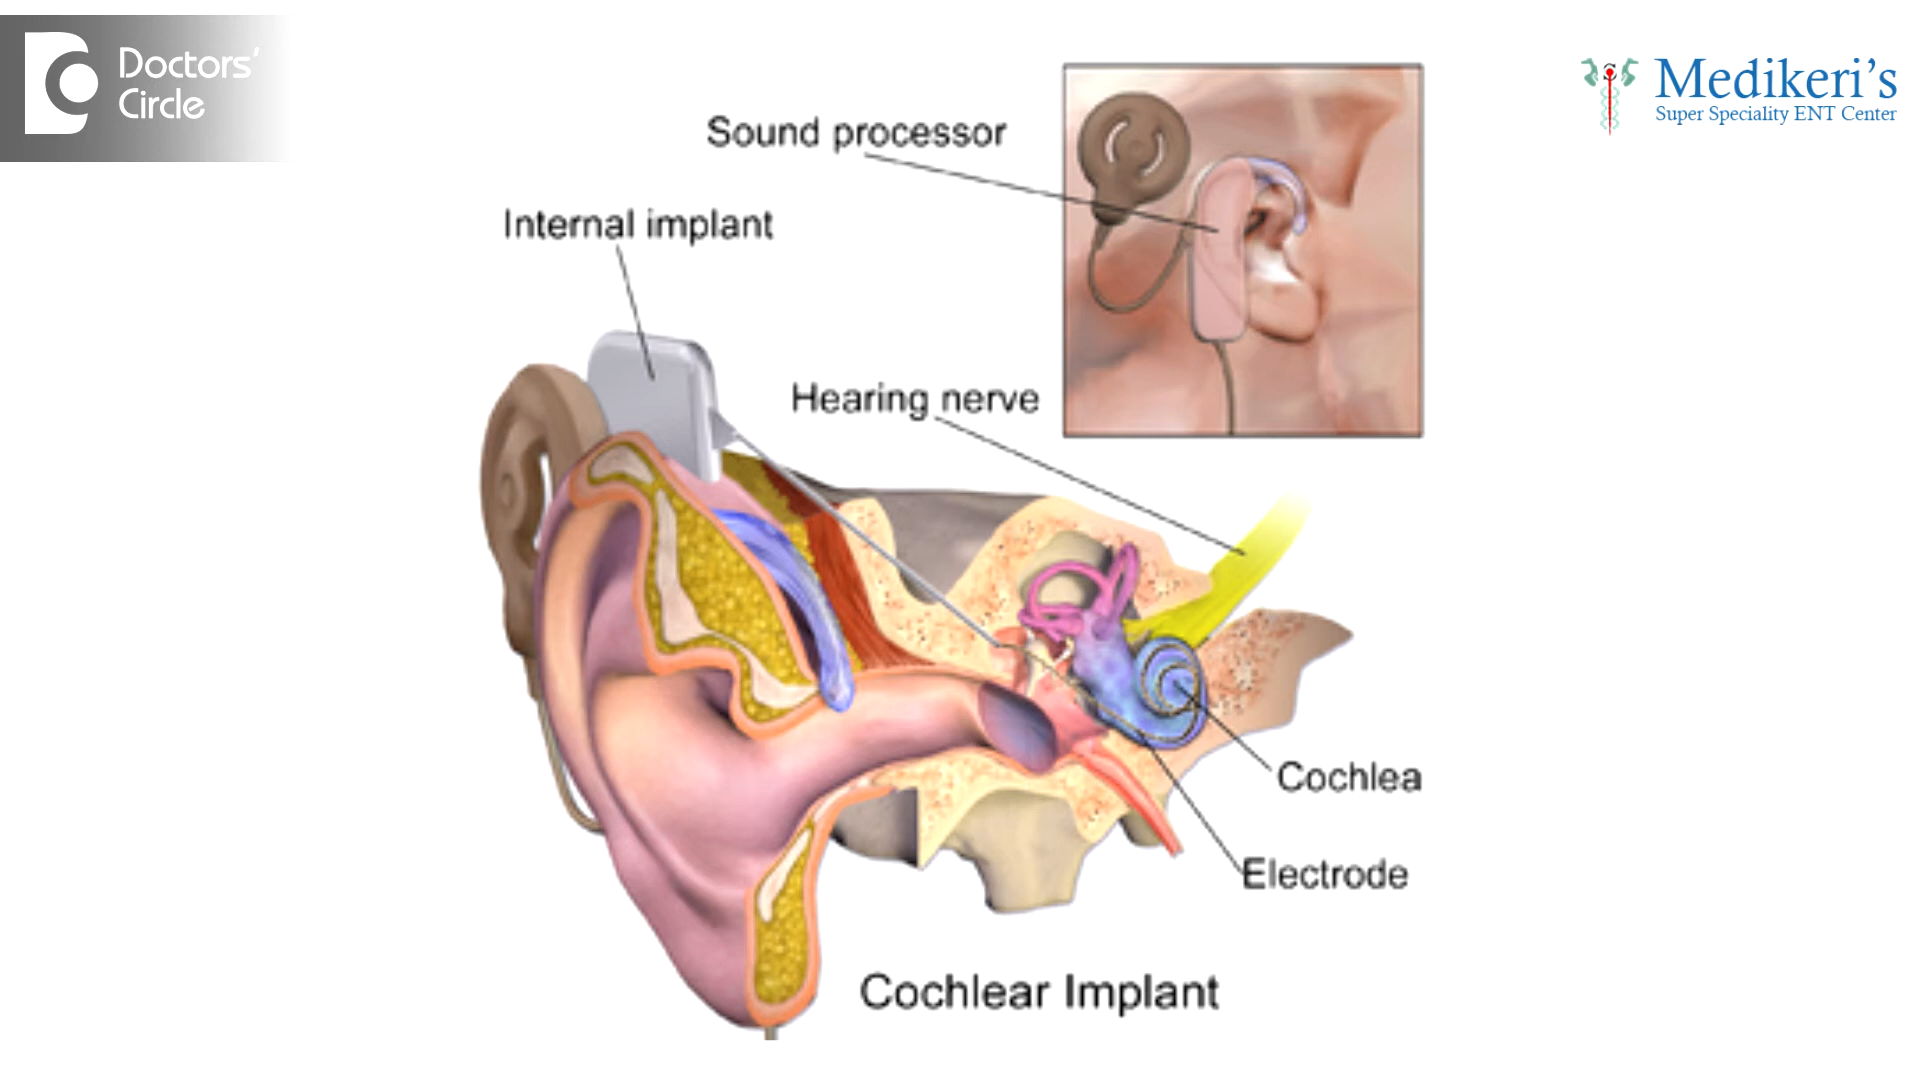 Doctors'
Circle
Medikeri's
Super Speciality ENT Center
Sound processor
Internal implant
Hearing nerve
Cochlea
Electrode
Cochlear Implant